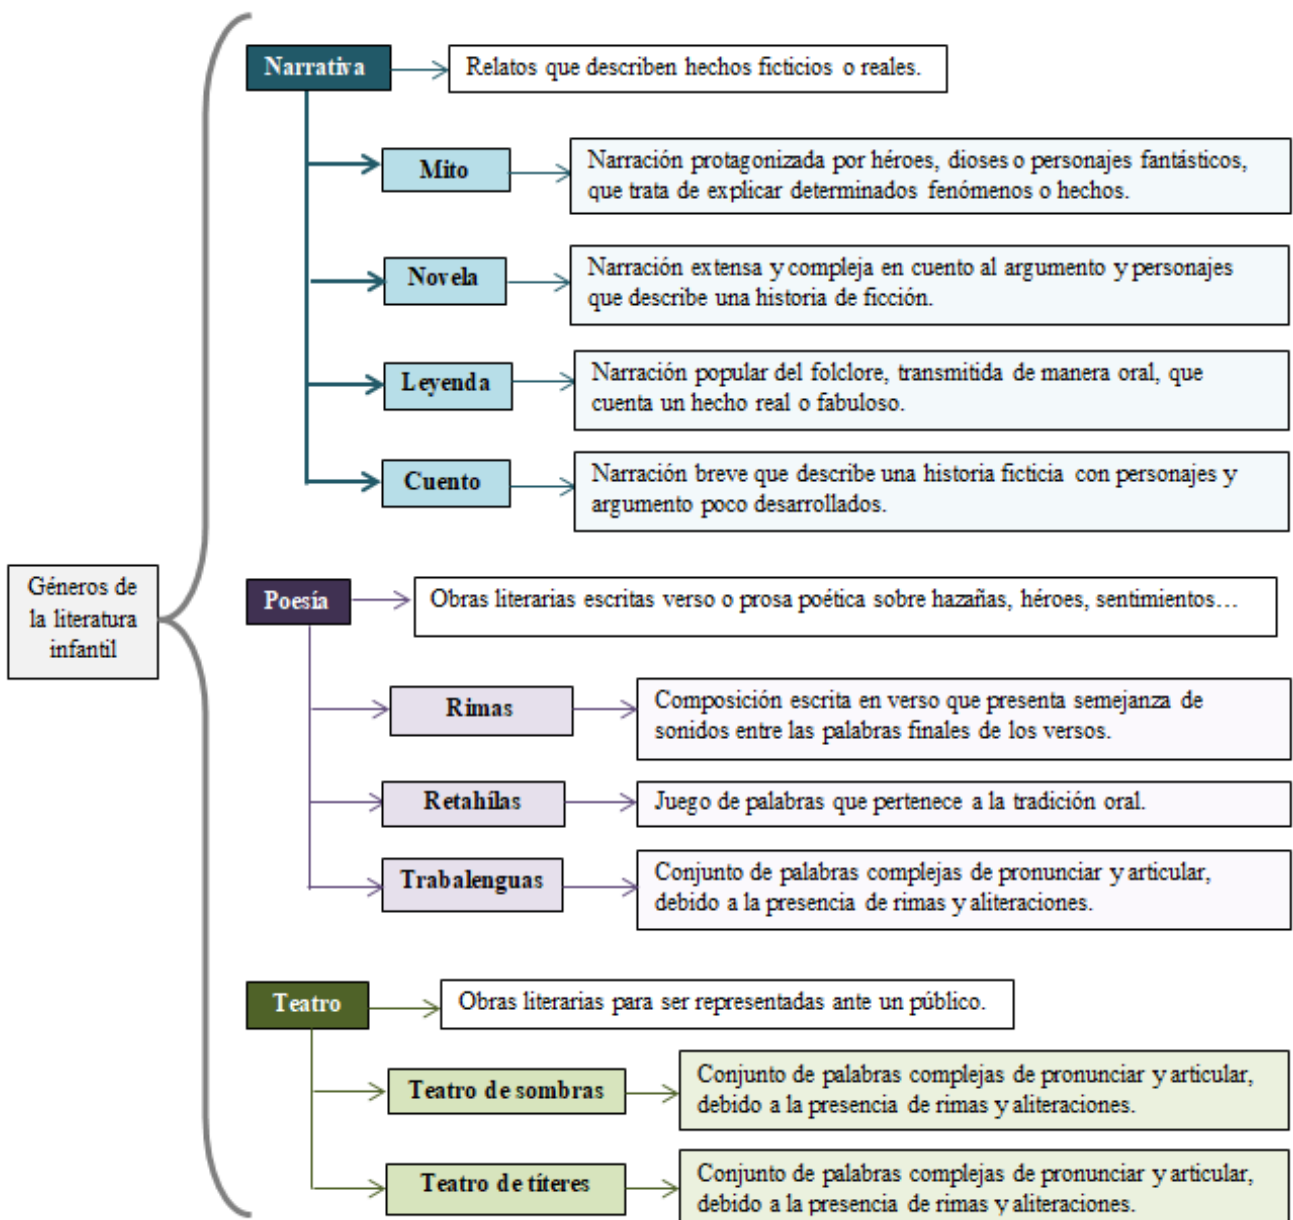 Géneros de
la literatura
infantil
Narrativa
Relatos que describen hechos ficticios o reales.
Mito
Narración protagonizada por héroes, dioses o personajes fantásticos,
que trata de explicar determinados fenómenos o hechos.
Novela
Narración extensa y compleja en cuento al argumento y personajes
que describe una historia de ficción.
Leyenda
Narración popular del folclore, transmitida de manera oral, que
cuenta un hecho real o fabuloso.
Cuento
Narración breve que describe una historia ficticia con personajes y
argumento poco desarrollados.
Poesía
Obras literarias escritas verso o prosa poética sobre hazañas, héroes, sentimientos…
Rimas
Composición escrita en verso que presenta semejanza de
sonidos entre las palabras finales de los versos.
Retahílas
Juego de palabras que pertenece a la tradición oral.
Trabalenguas
Conjunto de palabras complejas de pronunciar y articular,
debido a la presencia de rimas y aliteraciones.
Teatro
Obras literarias para ser representadas ante un público.
Teatro de sombras
Conjunto de palabras complejas de pronunciar y articular,
debido a la presencia de rimas y aliteraciones.
Teatro de títeres
Conjunto de palabras complejas de pronunciar y articular,
debido a la presencia de rimas y aliteraciones.